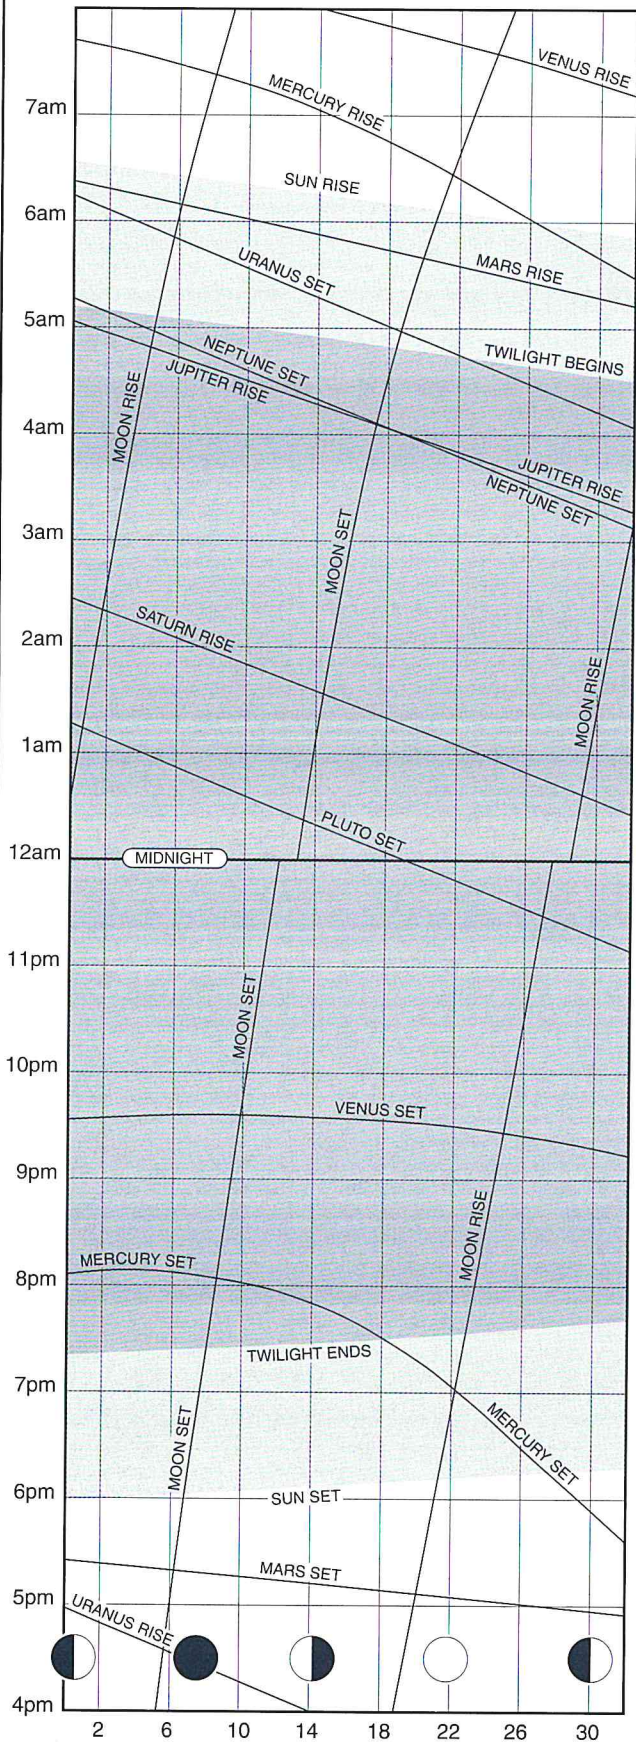 VENUS RISE
MERCURY RISE
7am
SUN RISE
6am
MARS RISE
URANUS SET
5am
TWILIGHT BEGINS
NEPTUNE SET
JUPITER RISE
MOON RISE
4am
JUPITER RISE
NEPTUNE SET
3am
MOON SET
SATURN RISE
2am
MOON RISE
1am
PLUTO SET
12am
MIDNIGHT
11pm
MOON SET
10pm
VENUS SET
9pm
MOON RISE
MERCURY SET
8pm
TWILIGHT ENDS
7pm
MOON SET
MERCURY SET
6pm
SUN SET
MARS SET
5pm
URANUS RISE
4pm
2 6 10 14 18 22 26 30